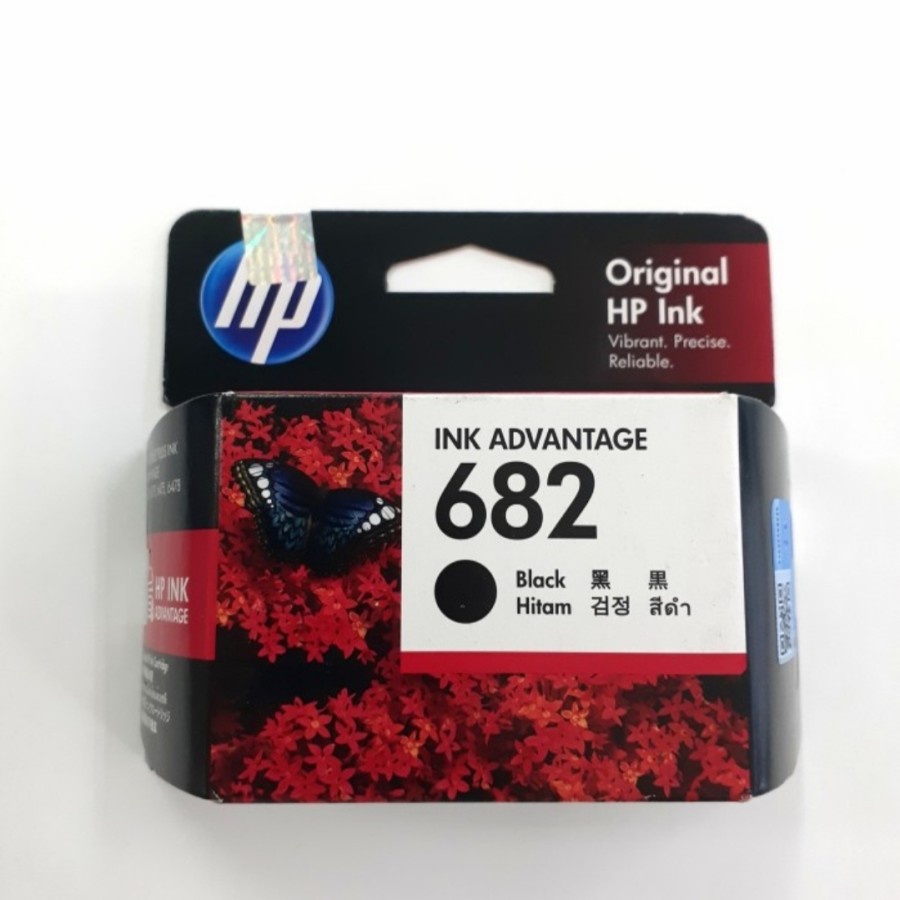 hp
Original
HP Ink
Vibrant. Precise.
Reliable.
INK ADVANTAGE
682
Black 黑 黒
Hitam 검정 สีดำ
HP INK
ADVANTAGE